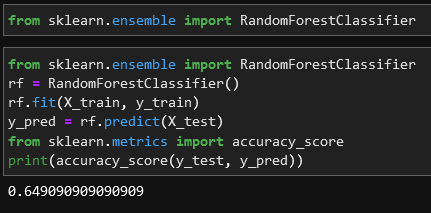 from sklearn.ensemble import RandomForestClassifier
from sklearn.ensemble import RandomForestClassifier
rf = RandomForestClassifier()
rf.fit(X_train, y_train)
y_pred = rf.predict(X_test)
from sklearn.metrics import accuracy_score
print(accuracy_score(y_test, y_pred))
0.649090909090909